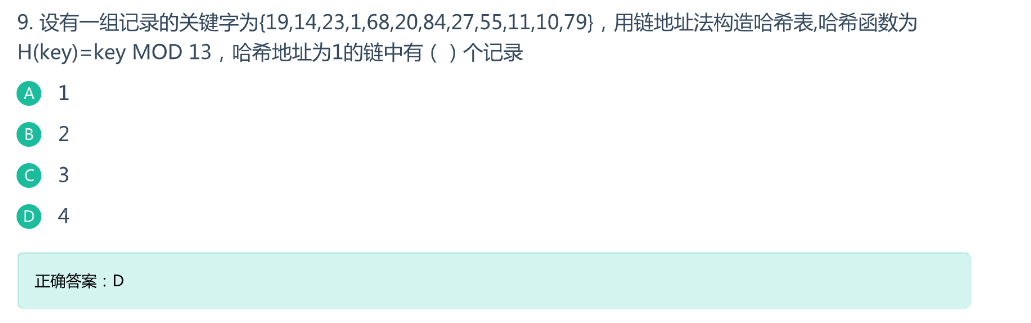 9. 设有一组记录的关键字为{19,14,23,1,68,20,84,27,55,11,10,79}，用链地址法构造哈希表,哈希函数为
H(key)=key MOD 13，哈希地址为1的链中有（ ）个记录
A 1
B 2
C 3
D 4
正确答案：D